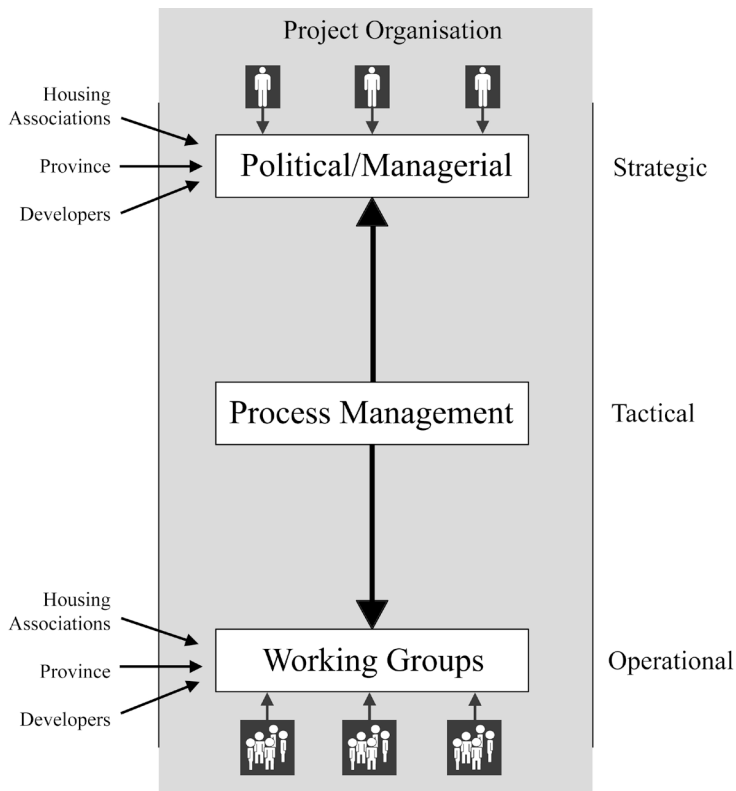 Project Organisation
Housing
Associations
Province
Developers
Political/Managerial
Strategic
Process Management
Tactical
Housing
Associations
Province
Developers
Working Groups
Operational